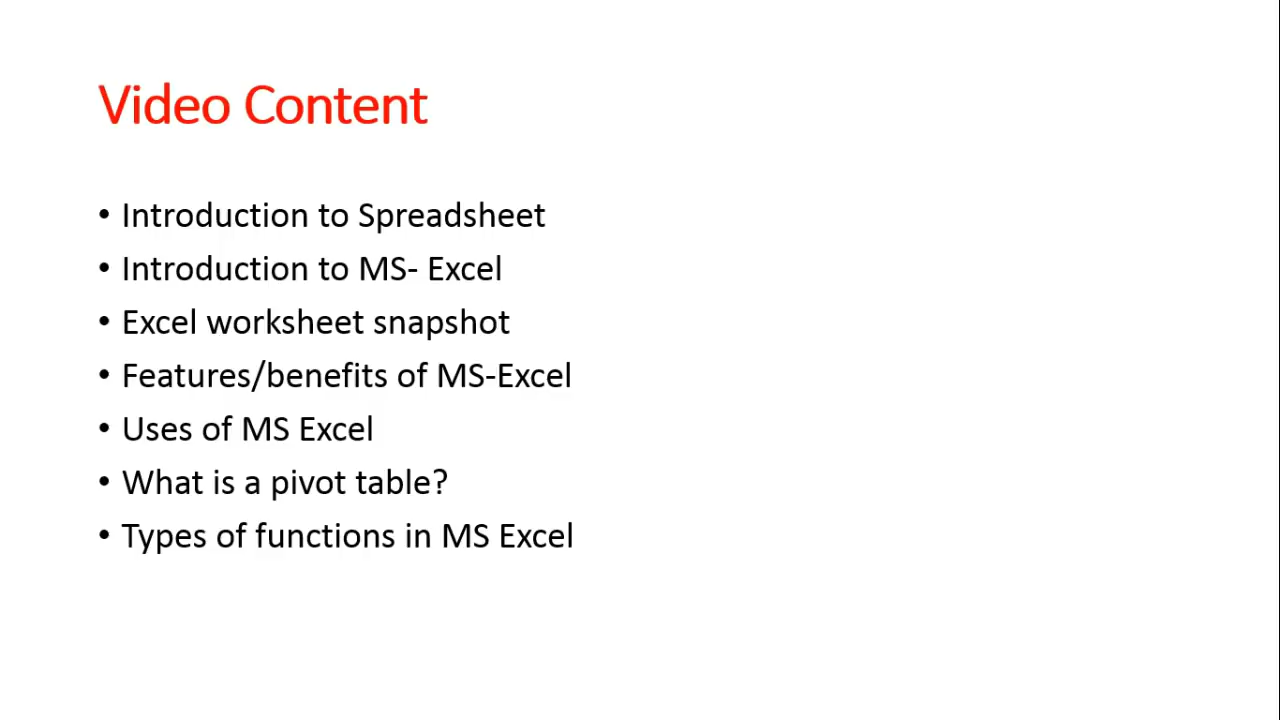 Video Content
• Introduction to Spreadsheet
• Introduction to MS- Excel
• Excel worksheet snapshot
• Features/benefits of MS-Excel
• Uses of MS Excel
• What is a pivot table?
• Types of functions in MS Excel